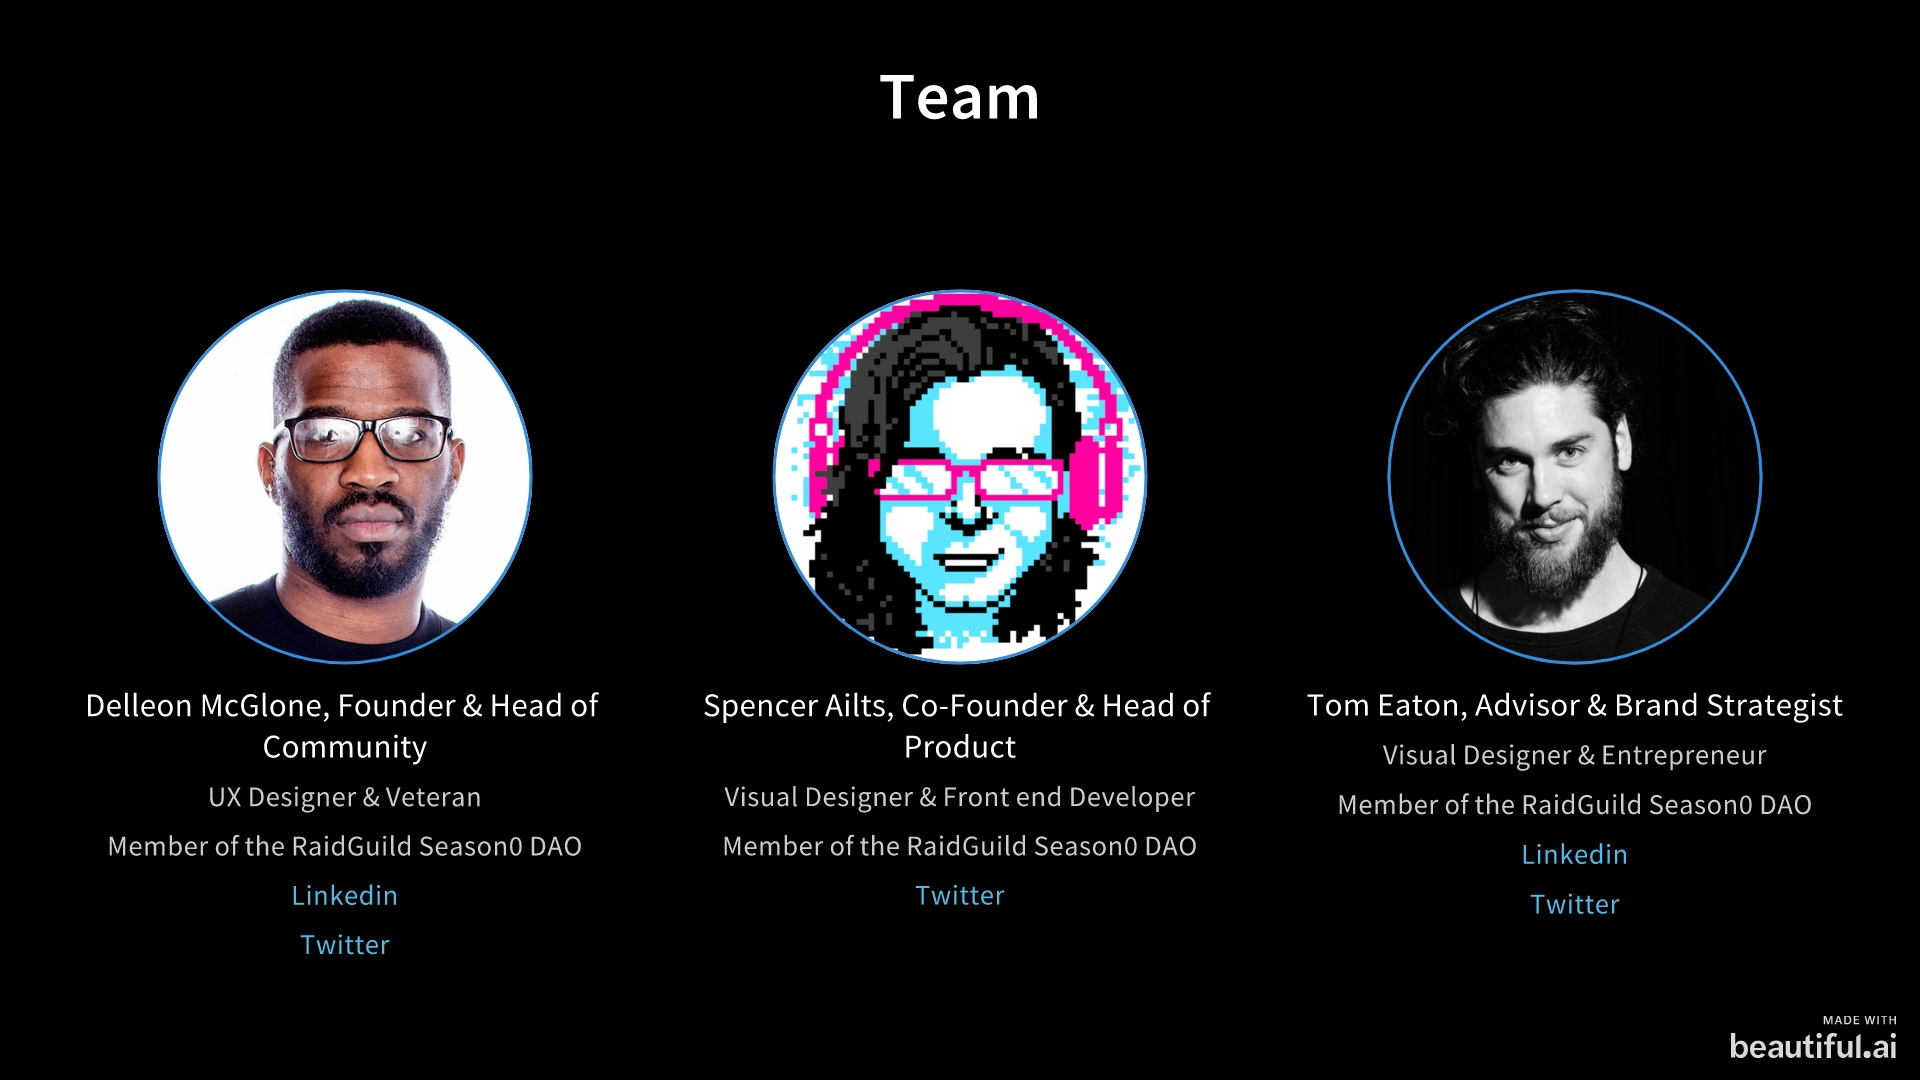 Team
Delleon McGlone, Founder & Head of
Community
UX Designer & Veteran
Member of the RaidGuild Season0 DAO
Linkedin
Twitter
Spencer Ailts, Co-Founder & Head of
Product
Visual Designer & Front end Developer
Member of the RaidGuild Season0 DAO
Twitter
Tom Eaton, Advisor & Brand Strategist
Visual Designer & Entrepreneur
Member of the RaidGuild Season0 DAO
Linkedin
Twitter
MADE WITH
beautiful.ai